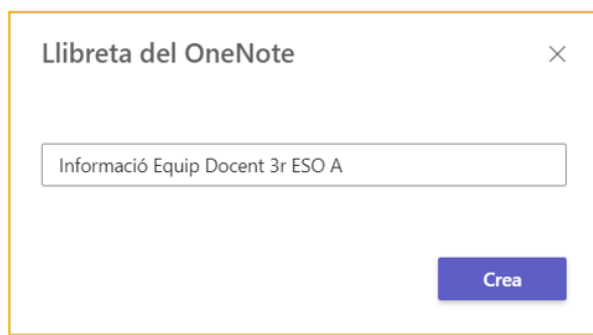 Llibreta del OneNote
Informació Equip Docent 3r ESO A
Crea